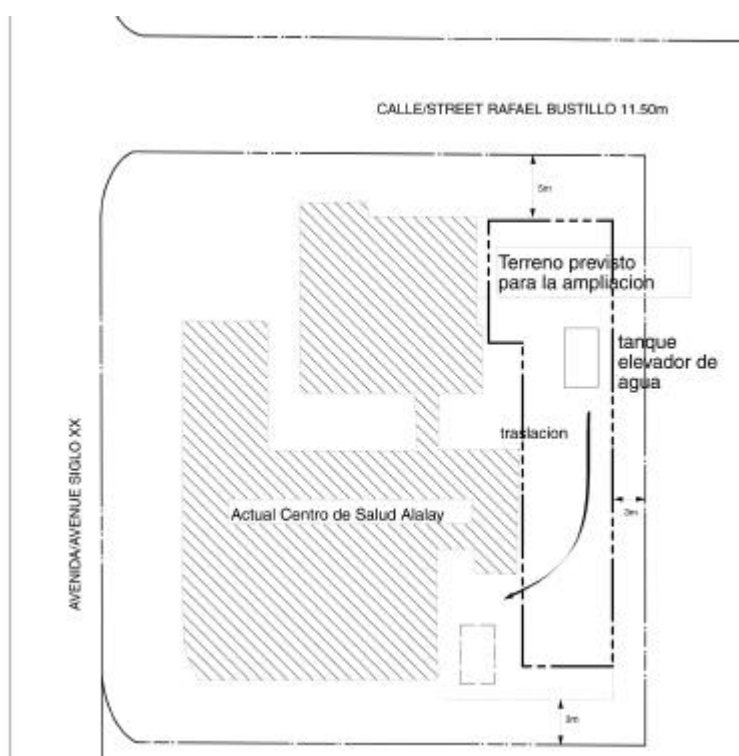 CALLE/STREET RAFAEL BUSTILLO 11.50m
5m
Terreno previsto
para la ampliacion
tanque
elevador de
agua
traslacion
AVENIDA/AVENUE SIGLO XX
Actual Centro de Salud Alalay
3m
3m